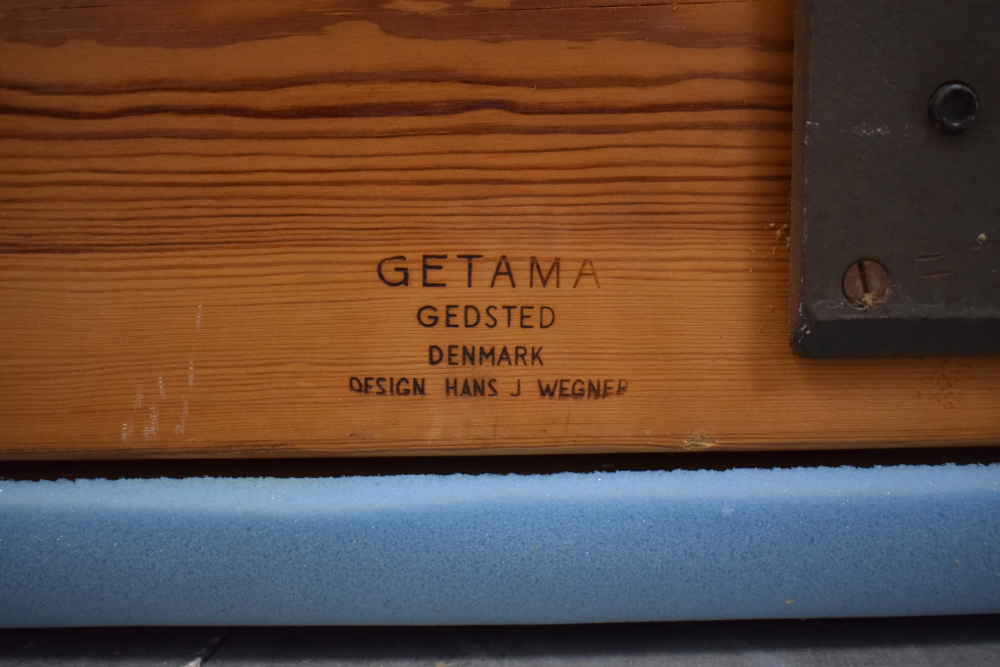 GETAMA
GEDSTED
DENMARK
DESIGN HANS J WEGNER